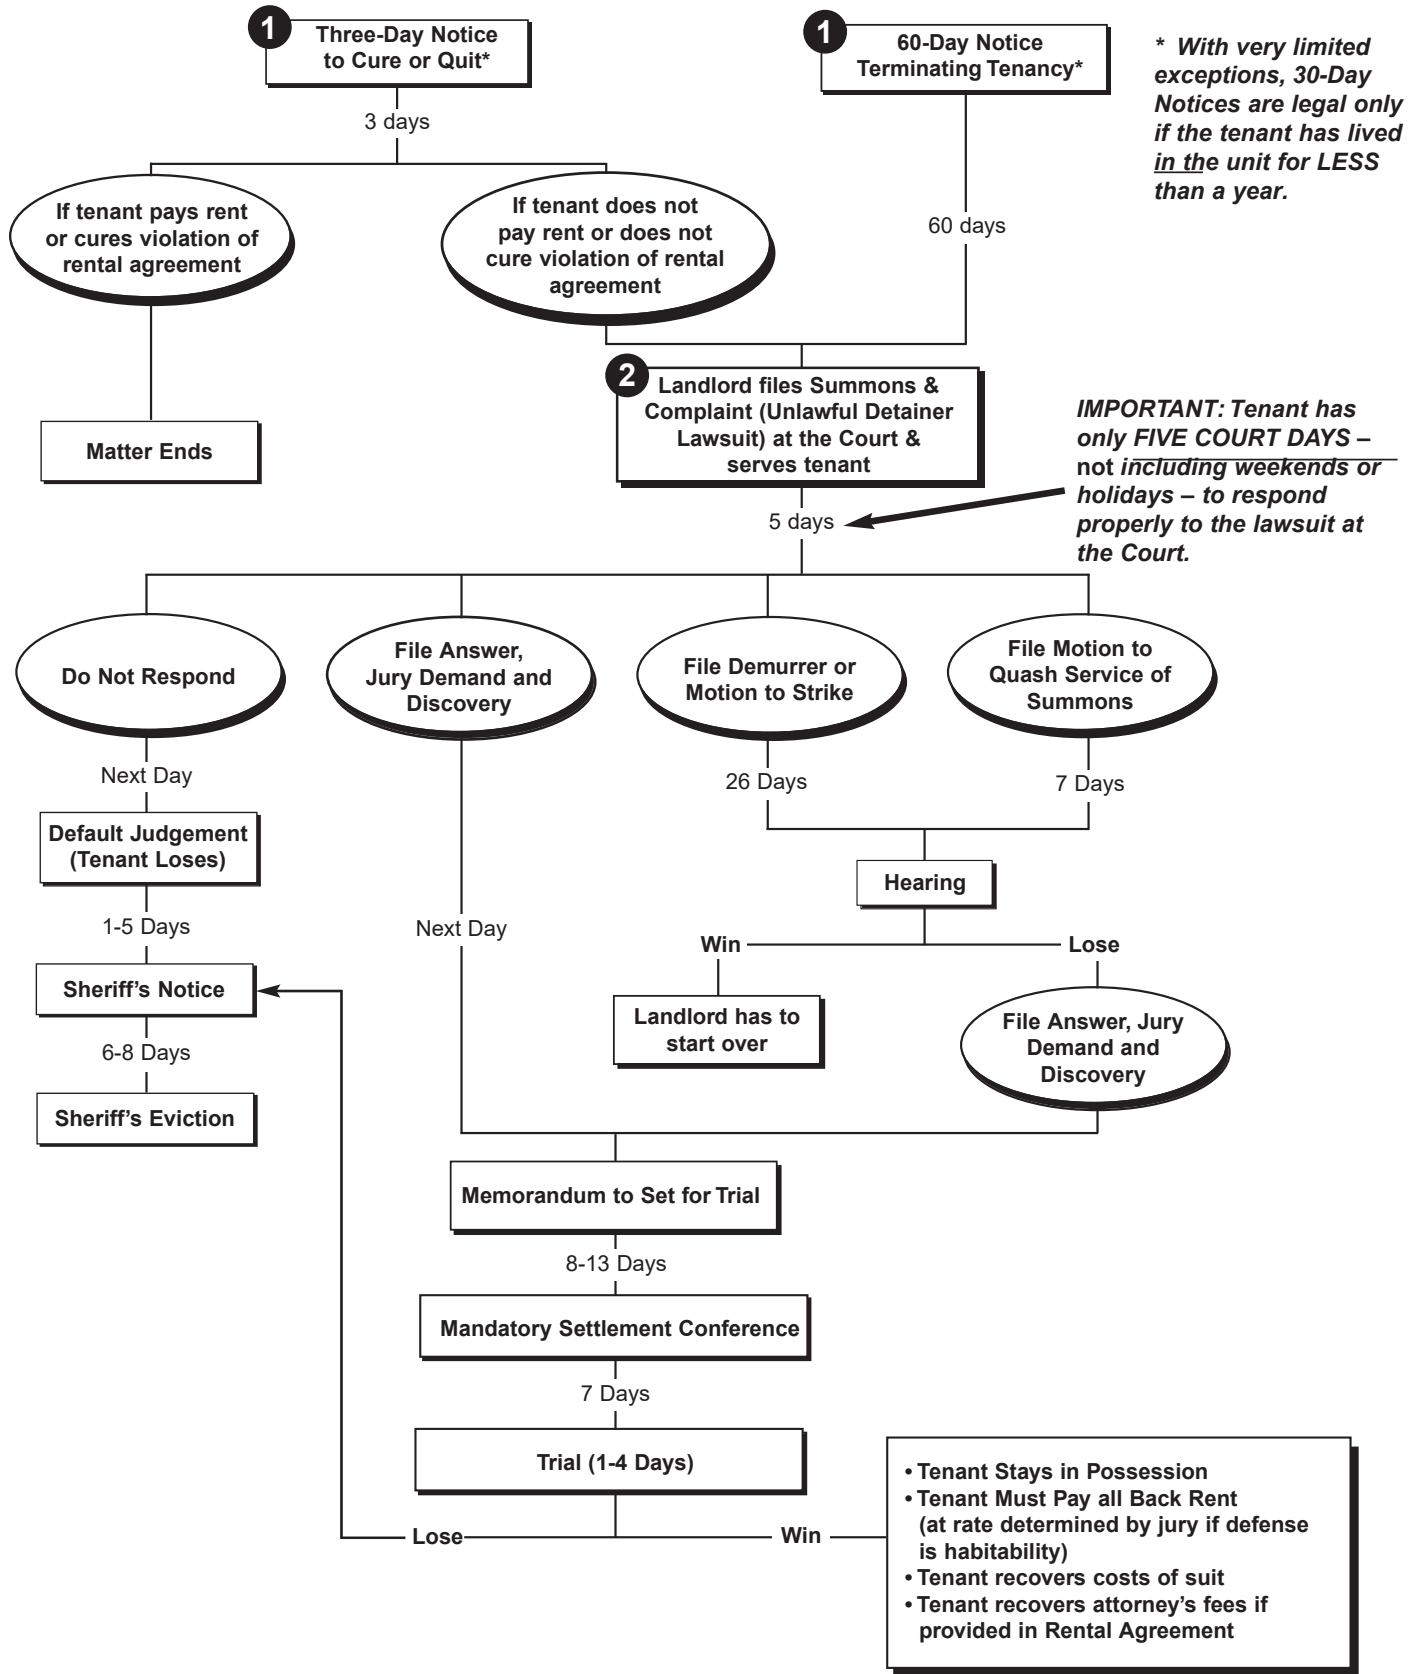 1
Three-Day Notice
to Cure or Quit*
1
60-Day Notice
Terminating Tenancy*
* With very limited
exceptions, 30-Day
Notices are legal only
if the tenant has lived
in the unit for LESS
than a year.
3 days
If tenant pays rent
or cures violation of
rental agreement
If tenant does not
pay rent or does not
cure violation of rental
agreement
60 days
Matter Ends
2
Landlord files Summons &
Complaint (Unlawful Detainer
Lawsuit) at the Court &
serves tenant
IMPORTANT: Tenant has
only FIVE COURT DAYS –
not including weekends or
holidays – to respond
properly to the lawsuit at
the Court.
5 days
Do Not Respond
File Answer,
Jury Demand and
Discovery
File Demurrer or
Motion to Strike
File Motion to
Quash Service of
Summons
Next Day
26 Days
7 Days
Default Judgement
(Tenant Loses)
Hearing
1-5 Days
Next Day
Win
Lose
Sheriff's Notice
Landlord has to
start over
File Answer, Jury
Demand and
Discovery
6-8 Days
Sheriff's Eviction
Memorandum to Set for Trial
8-13 Days
Mandatory Settlement Conference
7 Days
Trial (1-4 Days)
Lose
Win
• Tenant Stays in Possession
• Tenant Must Pay all Back Rent
(at rate determined by jury if defense
is habitability)
• Tenant recovers costs of suit
• Tenant recovers attorney's fees if
provided in Rental Agreement